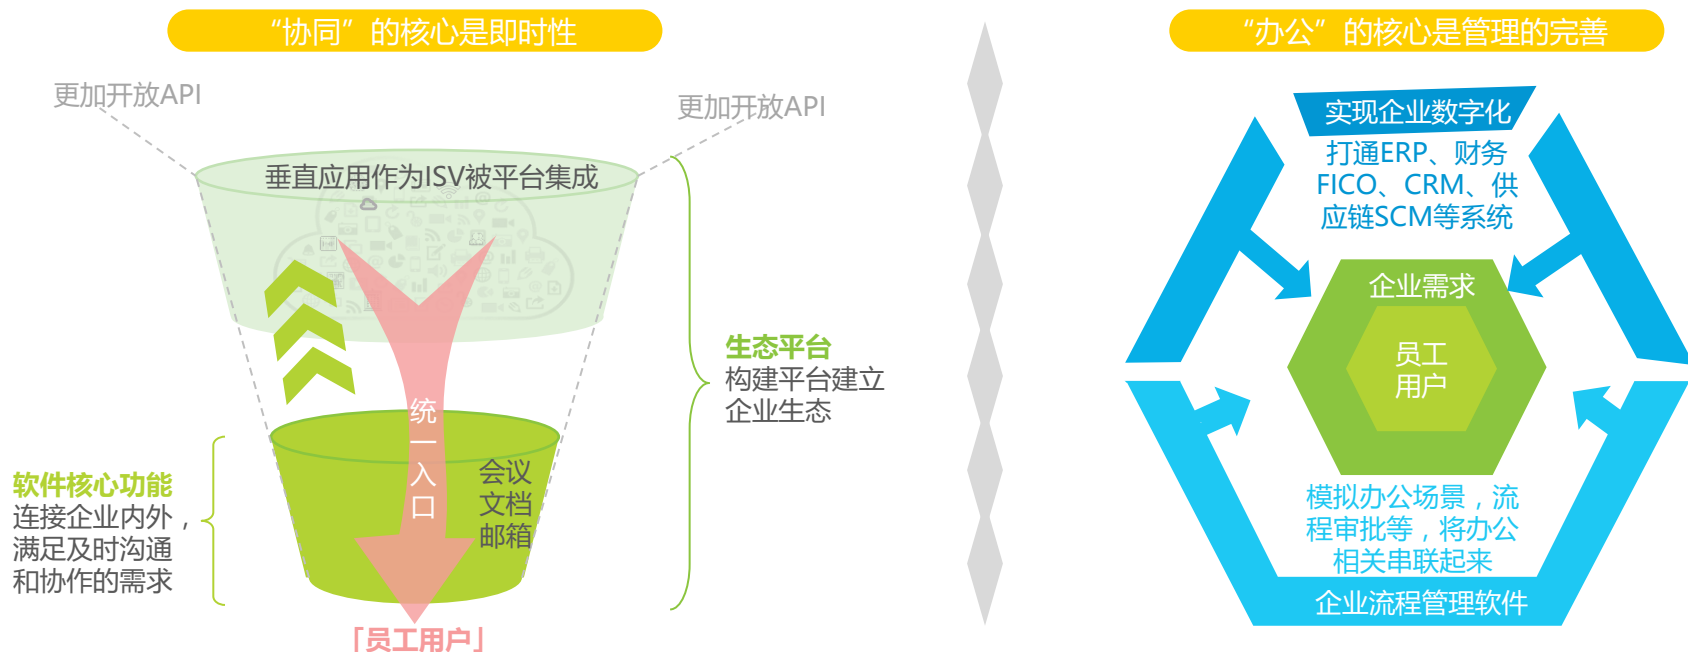 “协同”的核心是即时性
更加开放API
更加开放API
垂直应用作为ISV被平台集成
统
一
入
口
会议
文档
邮箱
软件核心功能
连接企业内外，
满足及时沟通
和协作的需求
生态平台
构建平台建立
企业生态
「员工用户」
“办公”的核心是管理的完善
实现企业数字化
打通ERP、财务
FICO、CRM、供
应链SCM等系统
企业需求
员工
用户
模拟办公场景，流
程审批等，将办公
相关串联起来
企业流程管理软件